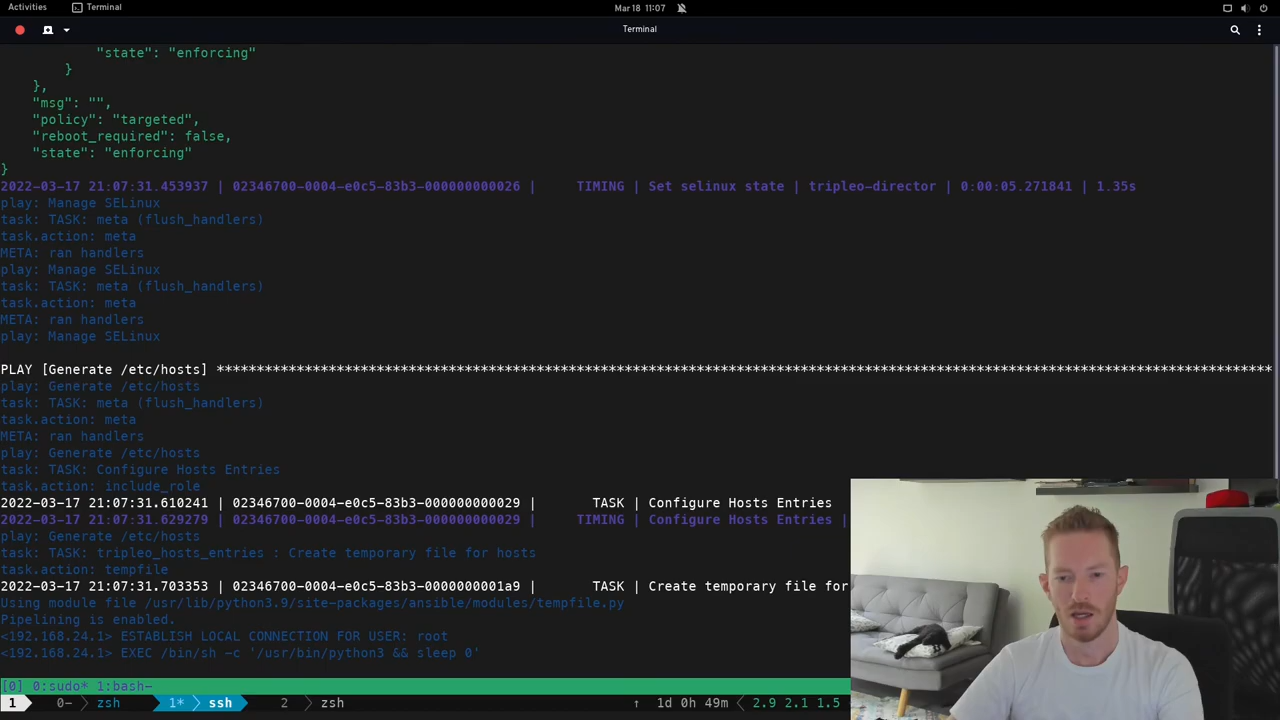 Activities
Terminal
Mar 18 11:07
Terminal
"state": "enforcing"
}
},
"msg": "",
"policy": "targeted",
"reboot_required": false,
"state": "enforcing"
}
2022-03-17 21:07:31.453937 | 02346700-0004-e0c5-83b3-000000000026 | TIMING | Set selinux state | tripleo-director | 0:00:05.271841 | 1.35s
play: Manage SELinux
task: TASK: meta (flush_handlers)
task.action: meta
META: ran handlers
play: Manage SELinux
task: TASK: meta (flush_handlers)
task.action: meta
META: ran handlers
play: Manage SELinux
PLAY [Generate /etc/hosts] ************************************************************************************************************************************
play: Generate /etc/hosts
task: TASK: meta (flush_handlers)
task.action: meta
META: ran handlers
play: Generate /etc/hosts
task: TASK: Configure Hosts Entries
task.action: include_role
2022-03-17 21:07:31.610241 | 02346700-0004-e0c5-83b3-000000000029 | TASK | Configure Hosts Entries
2022-03-17 21:07:31.629279 | 02346700-0004-e0c5-83b3-000000000029 | TIMING | Configure Hosts Entries |
play: Generate /etc/hosts
task: TASK: tripleo_hosts_entries : Create temporary file for hosts
task.action: tempfile
2022-03-17 21:07:31.703353 | 02346700-0004-e0c5-83b3-0000000001a9 | TASK | Create temporary file for
Using module file /usr/lib/python3.9/site-packages/ansible/modules/tempfile.py
Pipelining is enabled.
<192.168.24.1> ESTABLISH LOCAL CONNECTION FOR USER: root
<192.168.24.1> EXEC /bin/sh -c '/usr/bin/python3 && sleep 0'
[0] 0:sudo* 1:bash-
1 0- zsh 1* ssh 2 zsh ↑ 1d 0h 49m 2.9 2.1 1.5